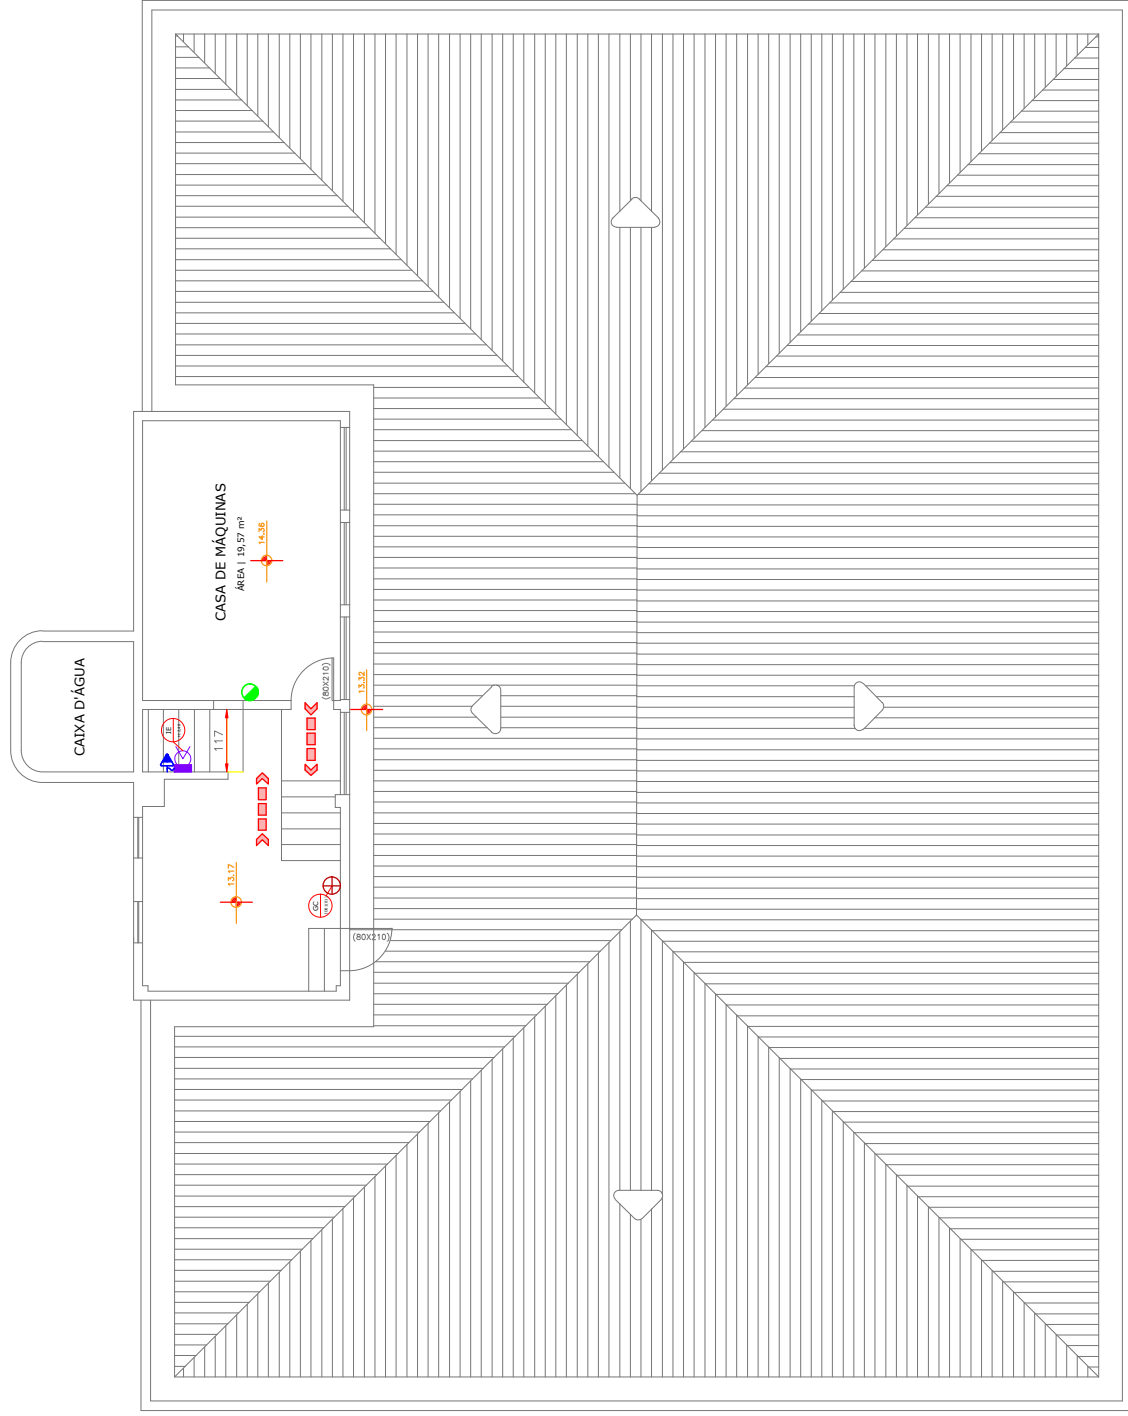 CASA DE MÁQUINAS
ÁREA | 19,57 m²
14.36
CAIXA D'ÁGUA
(80X210)
13.32
IE
117
13.17
GC
(80X210)